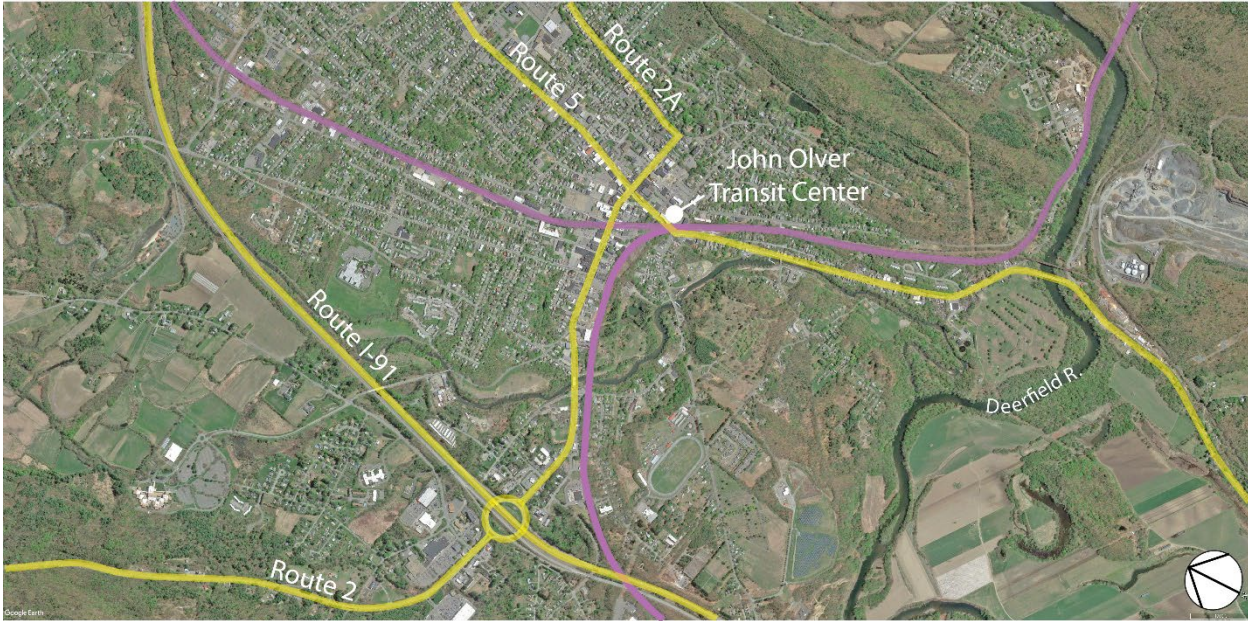 Route 2A
Route 5
John Olver
Transit Center
Route I-91
Deerfield R.
Route 2
Google Earth